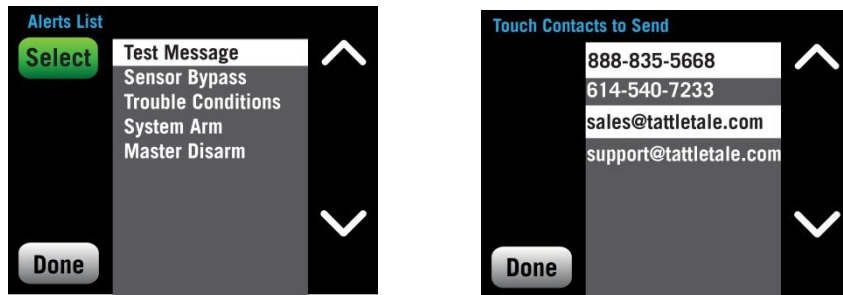 Alerts List
Select
Test Message
Sensor Bypass
Trouble Conditions
System Arm
Master Disarm
Done
Touch Contacts to Send
888-835-5668
614-540-7233
sales@tattletale.com
support@tattletale.com
Done